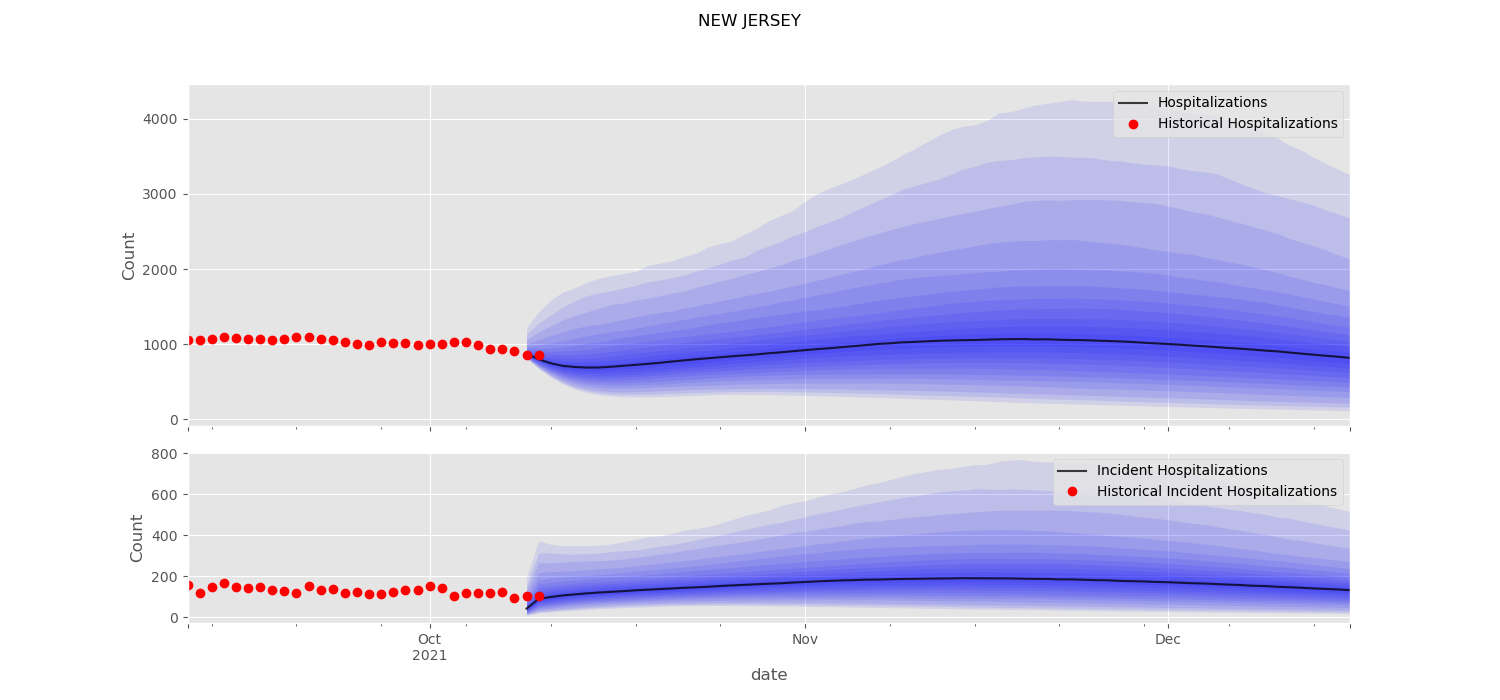 NEW JERSEY
Hospitalizations
Historical Hospitalizations
4000
3000
2000
1000
0
Count
Incident Hospitalizations
Historical Incident Hospitalizations
800
600
400
200
0
Count
Oct
2021
Nov
Dec
date